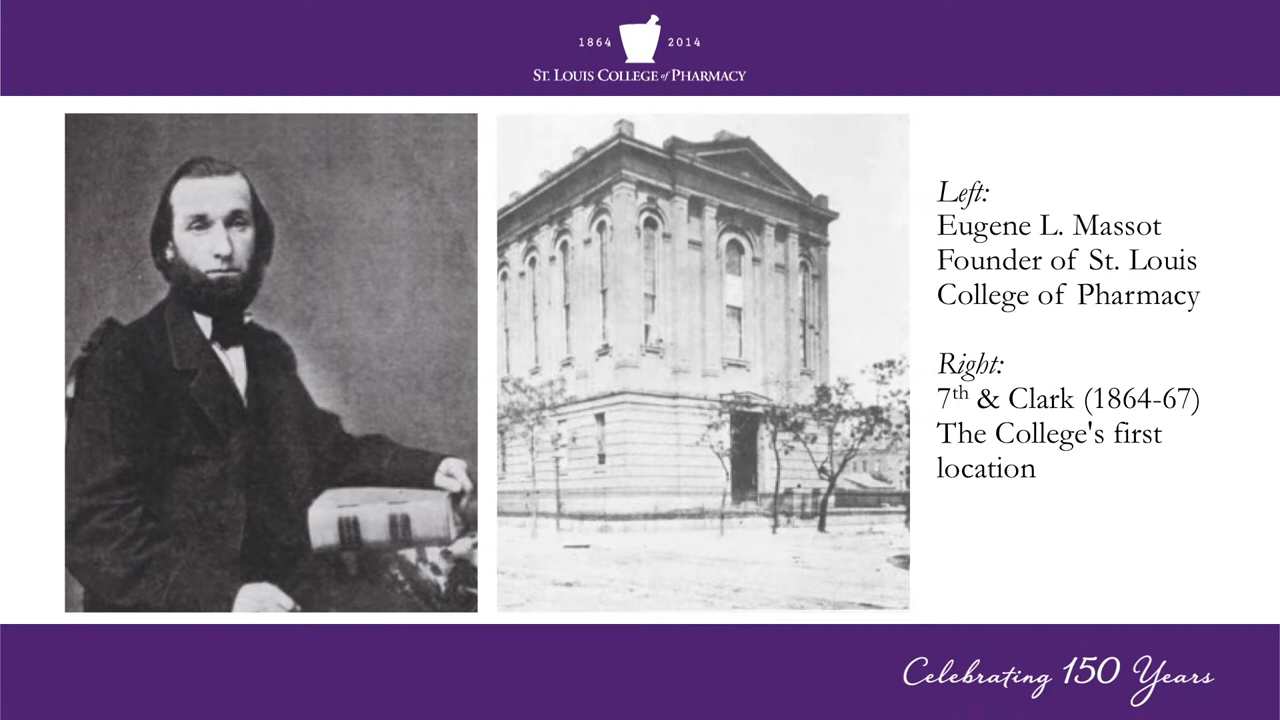 1864 2014
ST. LOUIS COLLEGE of PHARMACY
Left:
Eugene L. Massot
Founder of St. Louis
College of Pharmacy
Right:
7th & Clark (1864-67)
The College's first
location
Celebrating 150 Years